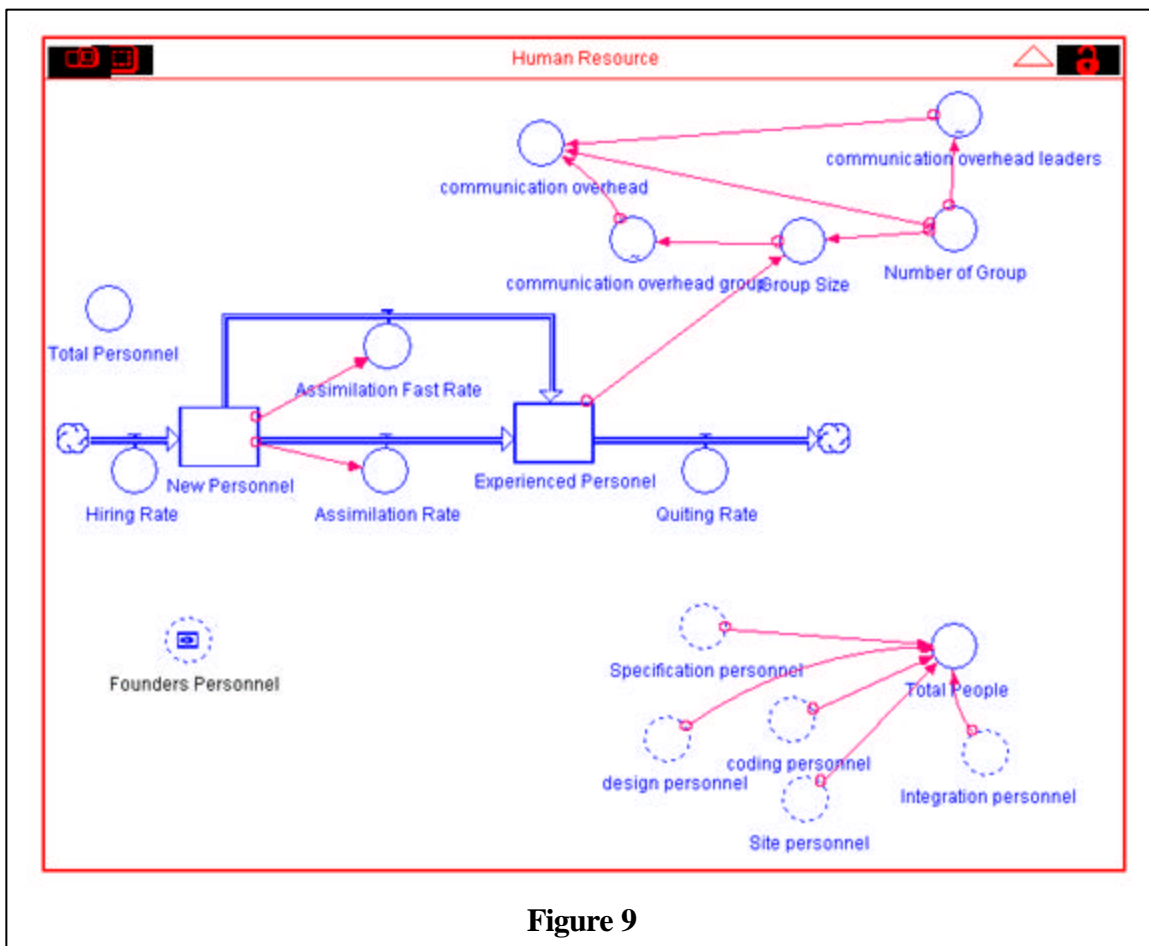 Human Resource
communication overhead leaders
communication overhead
communication overhead group
Group Size
Number of Group
Total Personnel
Assimilation Fast Rate
New Personnel
Experienced Personel
Hiring Rate
Assimilation Rate
Quiting Rate
Founders Personnel
Specification personnel
Total People
coding personnel
design personnel
Integration personnel
Site personnel
Figure 9